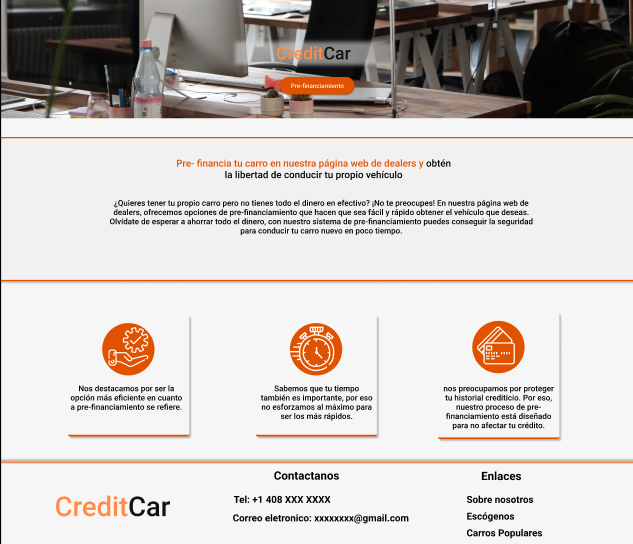 CreditCar
Pre-financiamiento
Pre- financia tu carro en nuestra página web de dealers y obtén
la libertad de conducir tu propio vehículo
¿Quieres tener tu propio carro pero no tienes todo el dinero en efectivo? ¡No te preocupes! En nuestra página web de
dealers, ofrecemos opciones de pre-financiamiento que hacen que sea fácil y rápido obtener el vehículo que deseas.
Olvídate de esperar a ahorrar todo el dinero, con nuestro sistema de pre-financiamiento puedes conseguir la seguridad
para conducir tu carro nuevo en poco tiempo.
Nos destacamos por ser la
opción más eficiente en cuanto
a pre-financiamiento se refiere.
Sabemos que tu tiempo
también es importante, por eso
no esforzamos al máximo para
ser los más rápidos.
nos preocupamos por proteger
tu historial crediticio. Por eso,
nuestro proceso de pre-
financiamiento está diseñado
para no afectar tu crédito.
CreditCar
Contactanos
Tel: +1 408 XXX XXXX
Correo eletronico: xxxxxxxx@gmail.com
Enlaces
Sobre nosotros
Escógenos
Carros Populares